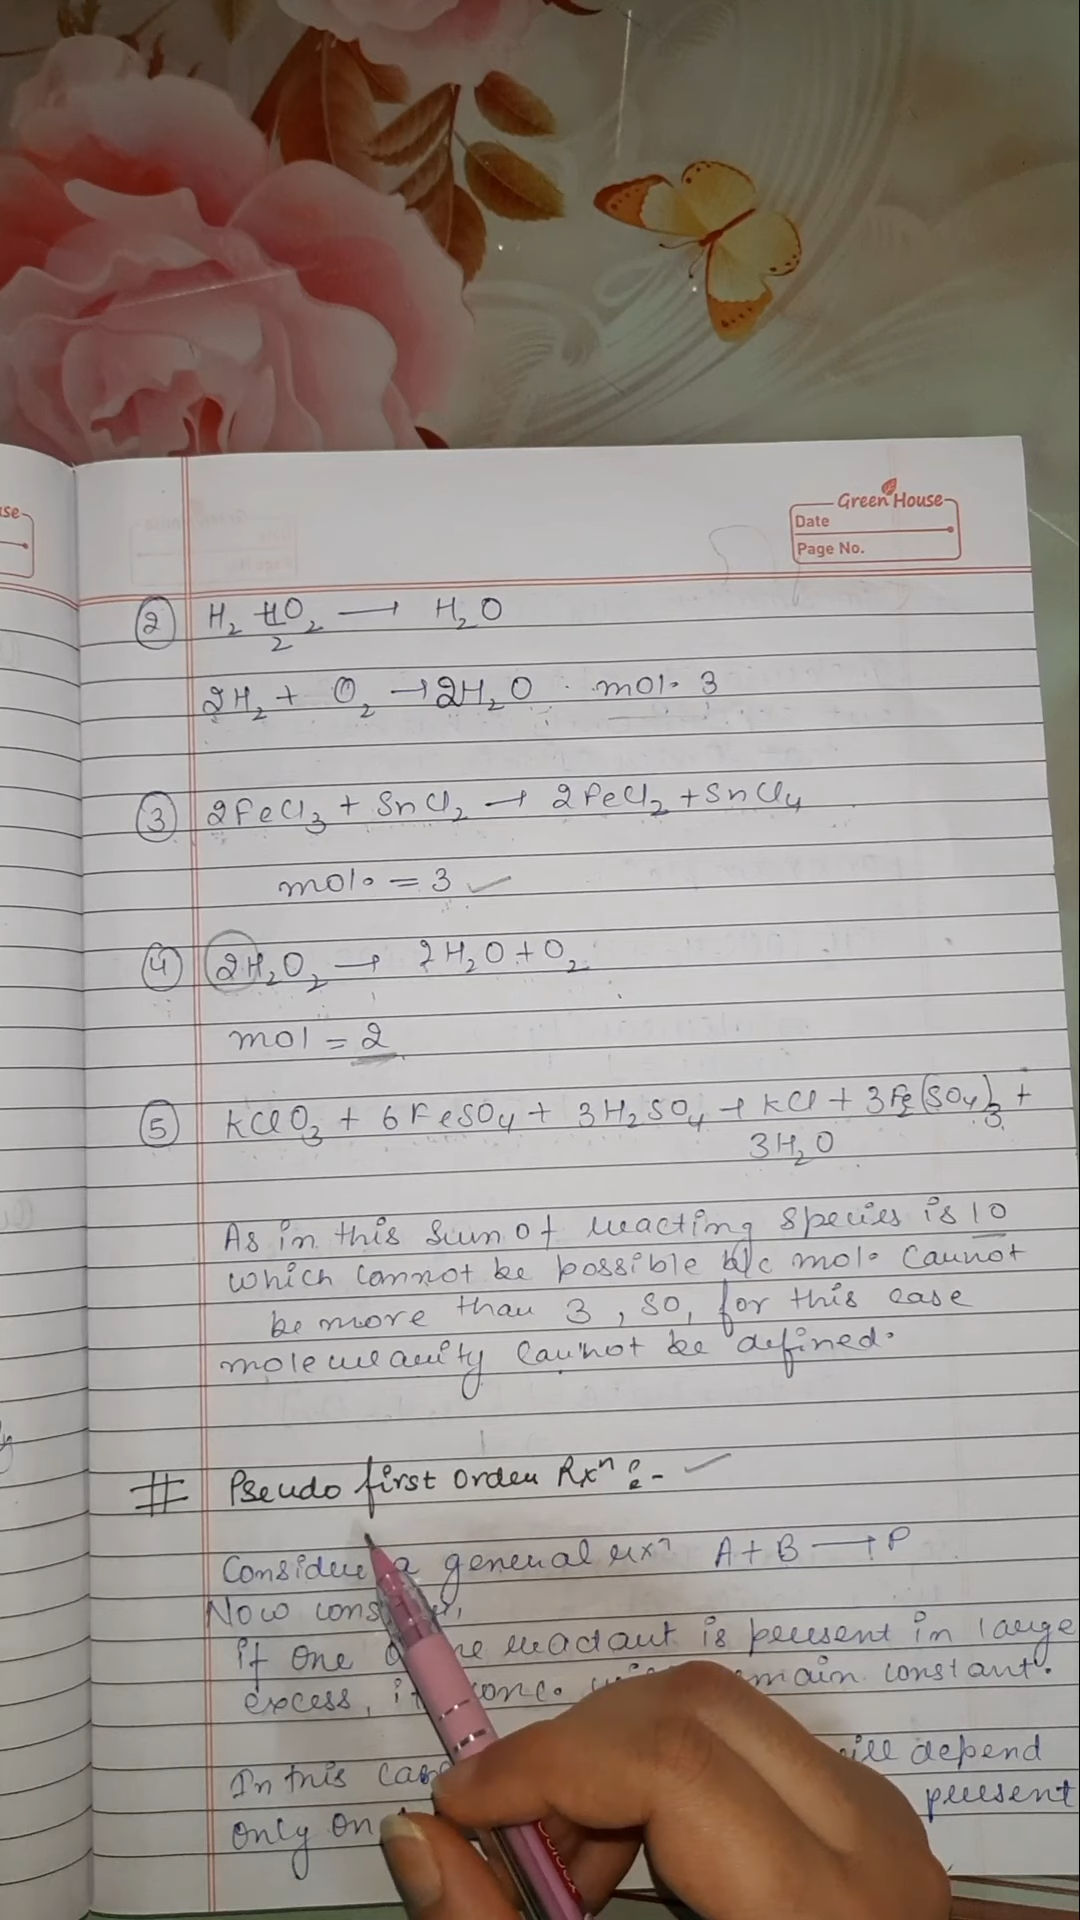 se
Green House
Date
Page No.
② H₂ + 1/2 O₂ → H₂O
2H₂ + O₂ → 2H₂O . mol. 3
③ 2FeCl₃ + SnCl₂ → 2FeCl₂ + SnCl₄
mol. = 3 ✓
④ 2H₂O₂ → 2H₂O + O₂
mol = 2
⑤ KClO₃ + 6FeSO₄ + 3H₂SO₄ → KCl + 3Fe₂(SO₄)₃ +
3H₂O
As in this sum of reacting species is 10
which cannot be possible b/c mol. cannot
be more than 3, so, for this case
molecularity cannot be defined.
# Pseudo first order Rxⁿ :- ✓
Consider a general rxⁿ A + B → P
Now
if one reactant is present in large
excess, conc. constant.
In this case will depend
only on present